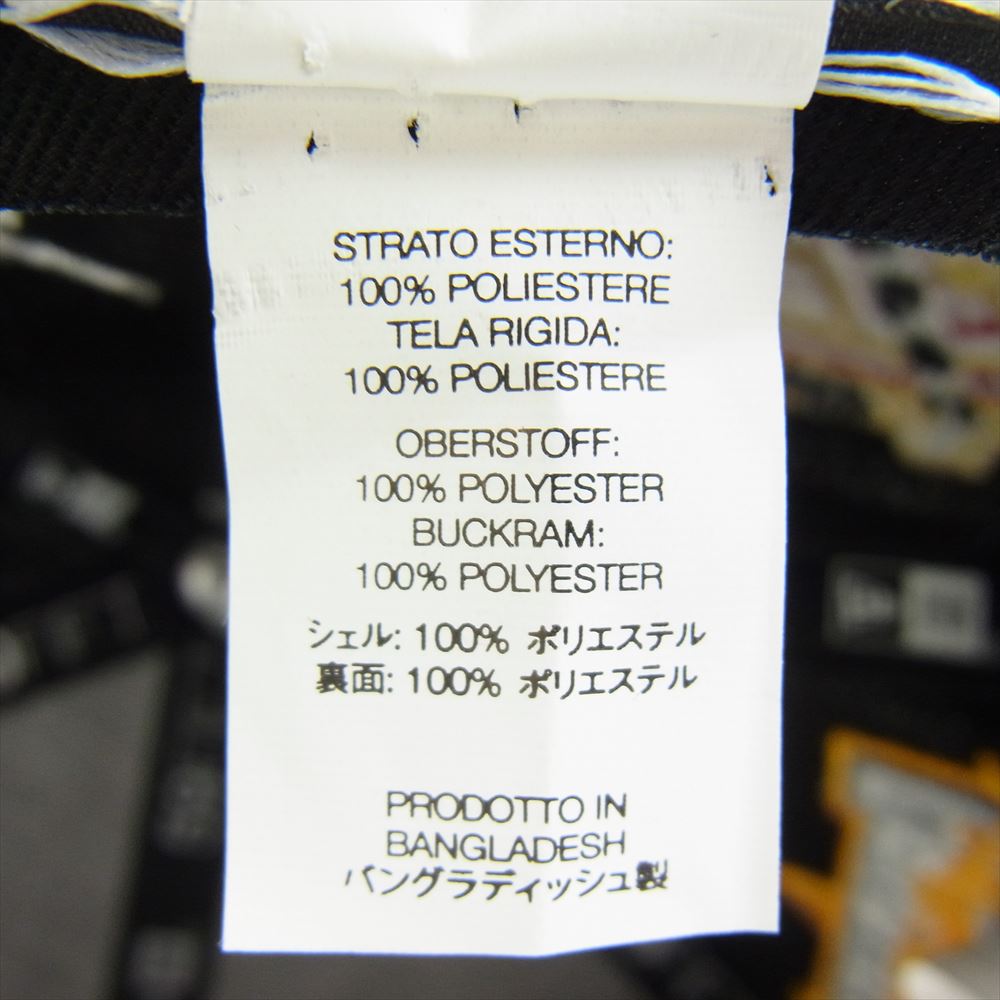 STRATO ESTERNO:
100% POLIESTERE
TELA RIGIDA:
100% POLIESTERE
OBERSTOFF:
100% POLYESTER
BUCKRAM:
100% POLYESTER
シェル: 100% ポリエステル
裏面: 100% ポリエステル
PRODOTTO IN
BANGLADESH
バングラディッシュ製